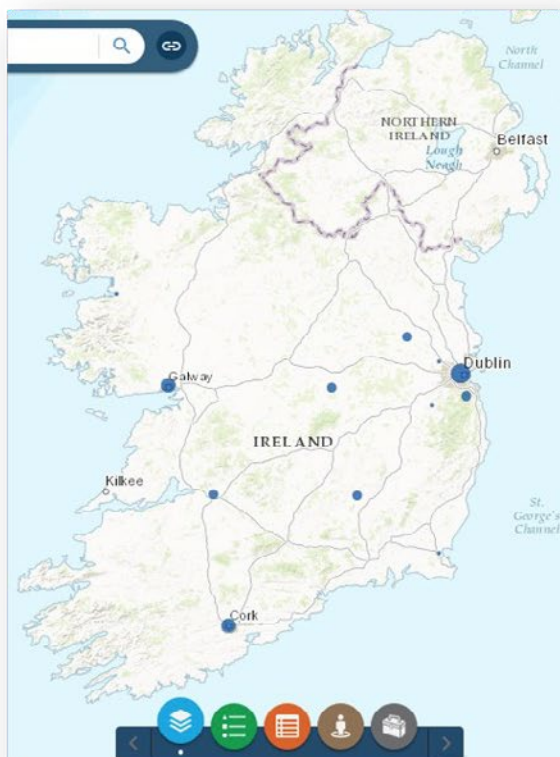 North
Channel
NORTHERN
IRELAND
Belfast
Lough
Neagh
Dublin
Galway
IRELAND
Kilkee
St.
George's
Channel
Cork